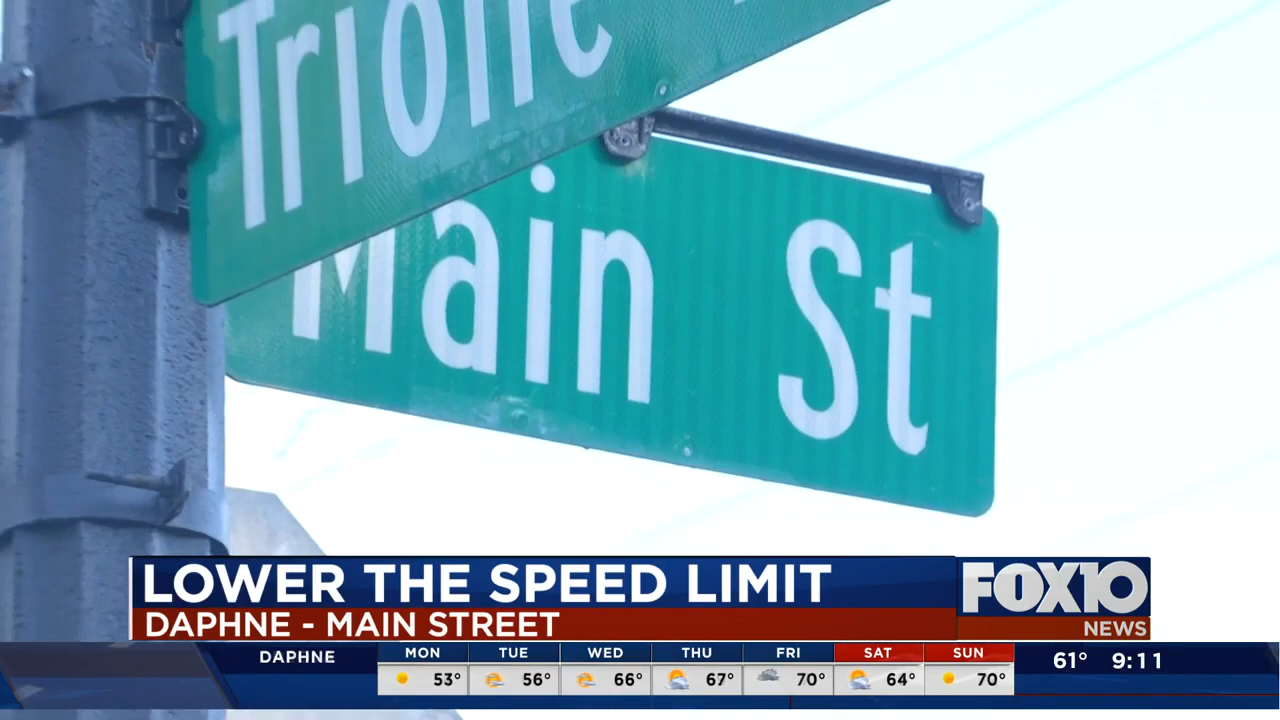 Trione
Main St
LOWER THE SPEED LIMIT
DAPHNE - MAIN STREET
FOX10
NEWS
DAPHNE
MON TUE WED THU FRI SAT SUN
53° 56° 66° 67° 70° 64° 70°
61° 9:11